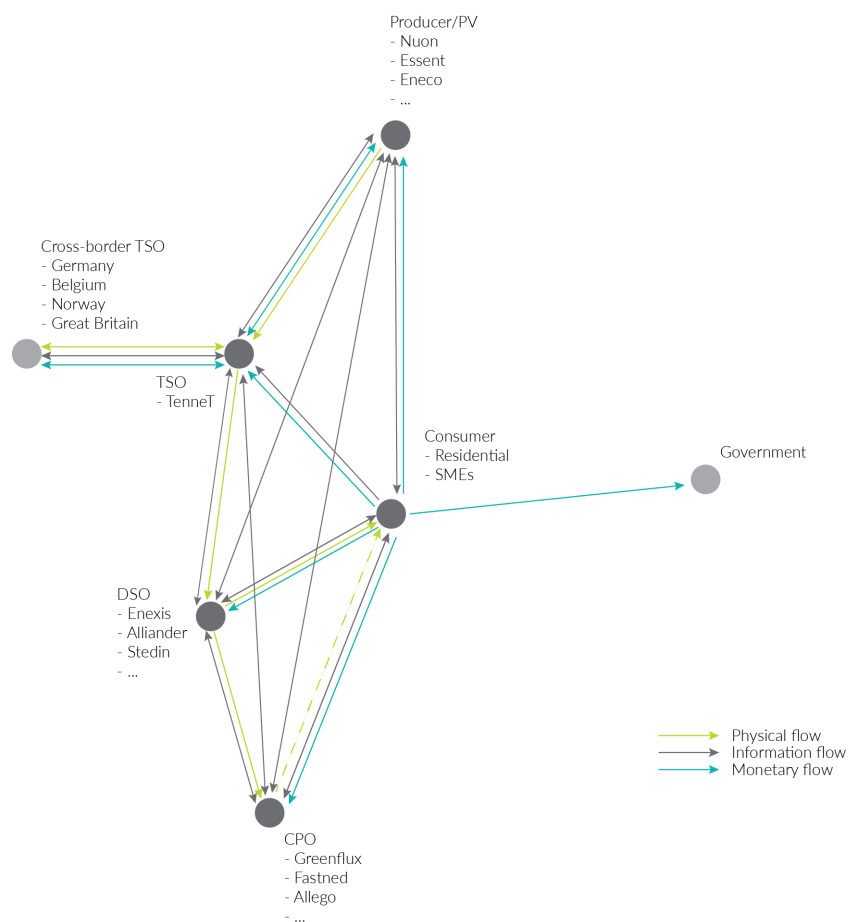 Producer/PV
- Nuon
- Essent
- Eneco
- ...
Cross-border TSO
- Germany
- Belgium
- Norway
- Great Britain
TSO
- TenneT
Consumer
- Residential
- SMEs
Government
DSO
- Enexis
- Alliander
- Stedin
- ...
Physical flow
Information flow
Monetary flow
CPO
- Greenflux
- Fastned
- Allego
- ...